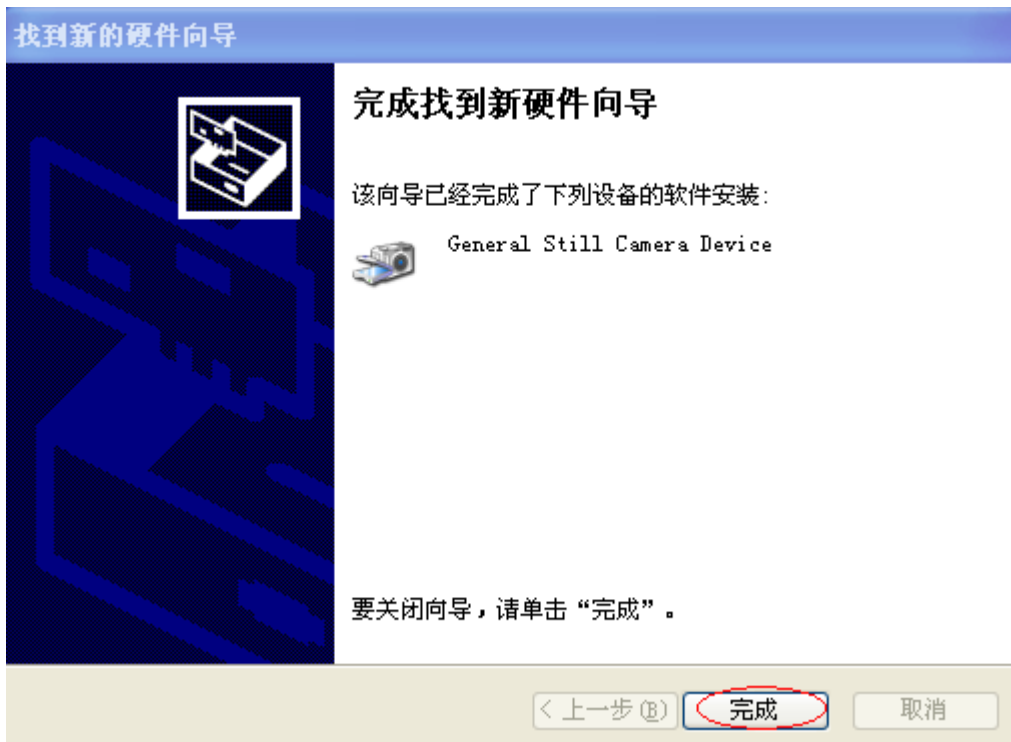 找到新的硬件向导
完成找到新硬件向导
该向导已经完成了下列设备的软件安装:
General Still Camera Device
要关闭向导，请单击“完成”。
< 上一步(B)
完成
取消